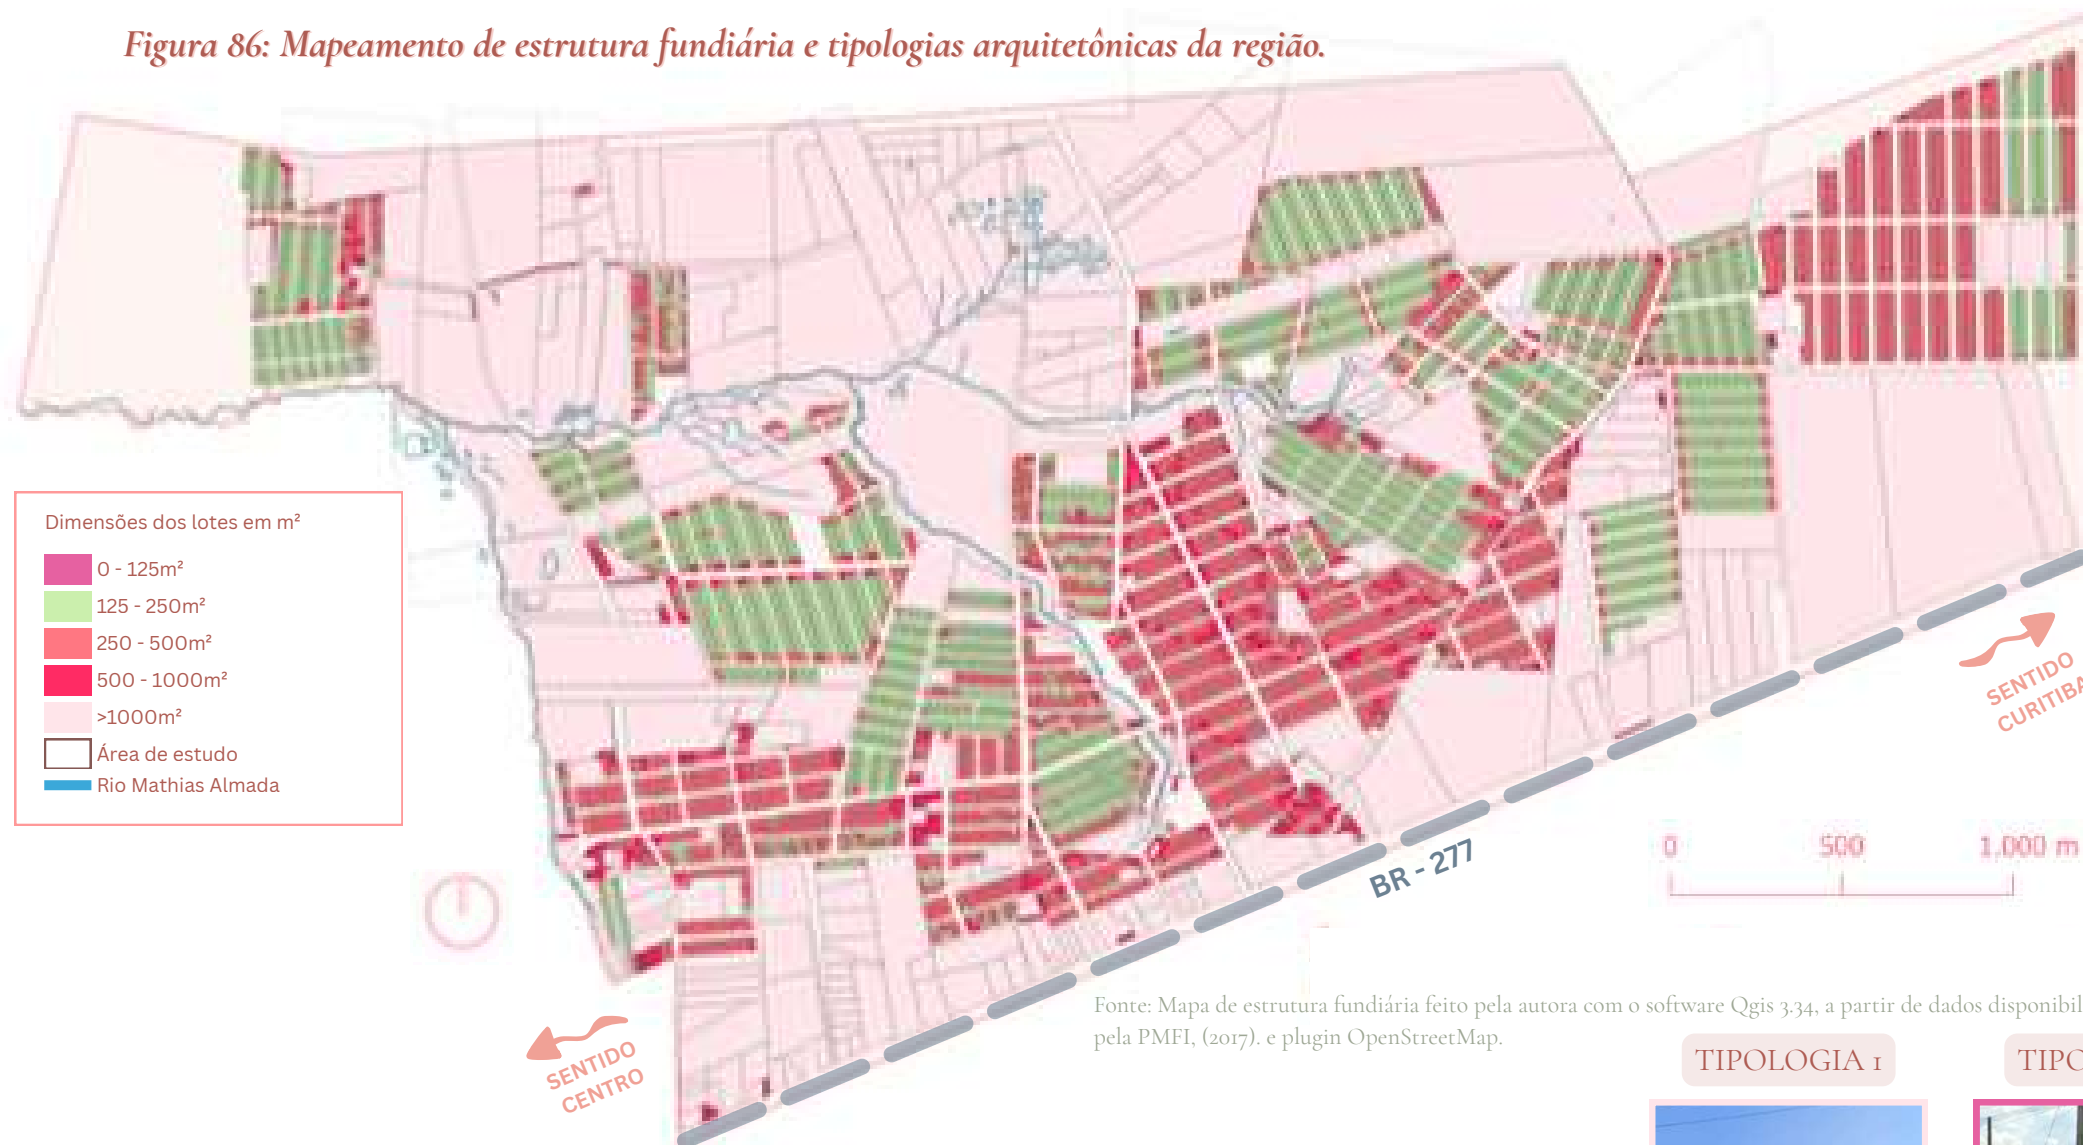 Figura 86: Mapeamento de estrutura fundiária e tipologias arquitetônicas da região.
Dimensões dos lotes em m²
0 - 125m²
125 - 250m²
250 - 500m²
500 - 1000m²
>1000m²
Área de estudo
Rio Mathias Almada
SENTIDO
CURITIBA
0 500 1.000 m
BR - 277
SENTIDO
CENTRO
Fonte: Mapa de estrutura fundiária feito pela autora com o software Qgis 3.34, a partir de dados disponibil
pela PMFI, (2017). e plugin OpenStreetMap.
TIPOLOGIA 1
TIPO